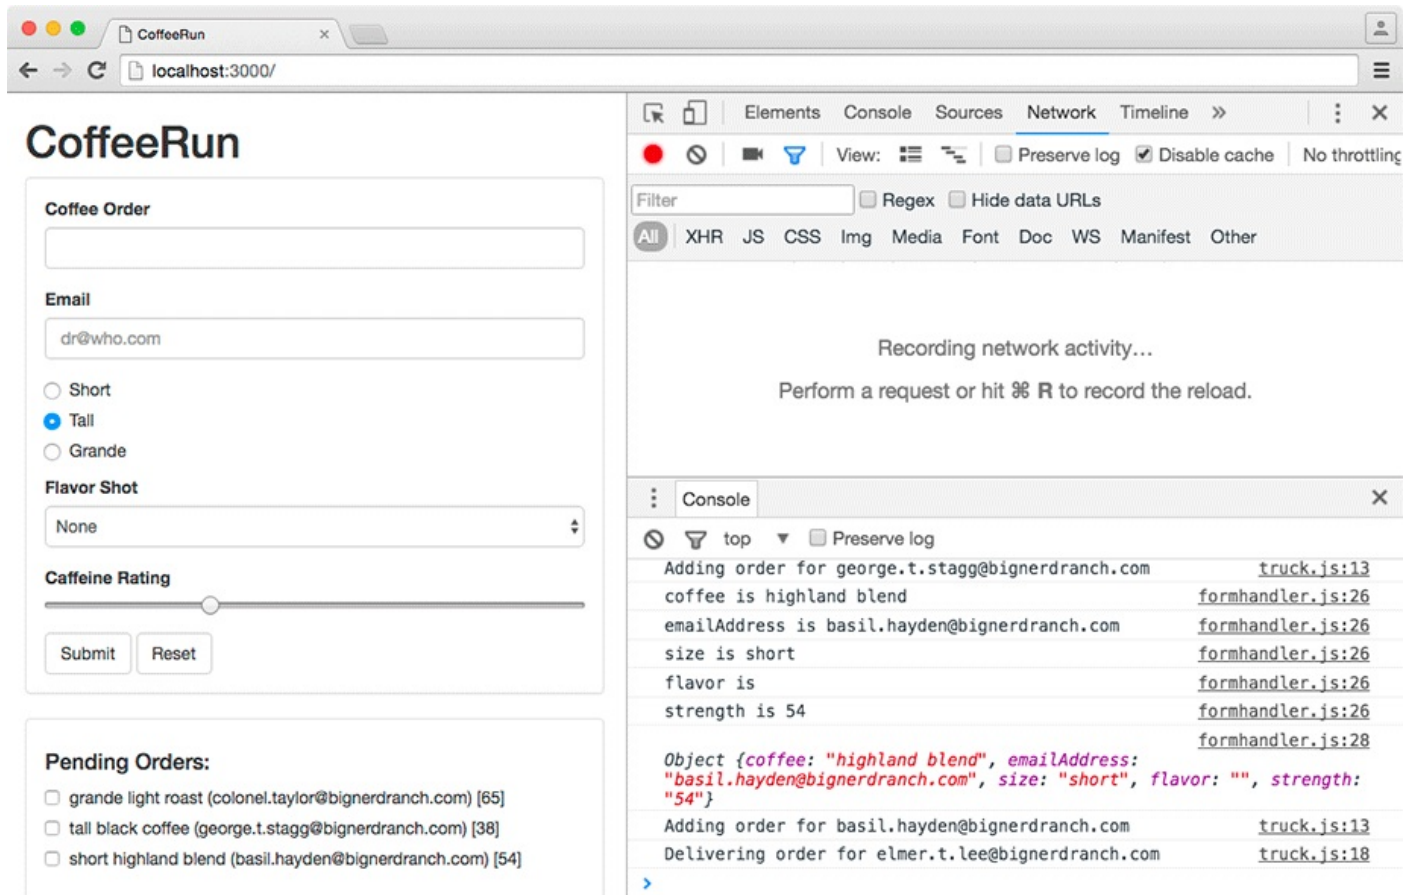 CoffeeRun
localhost:3000/
CoffeeRun
Coffee Order
Email
dr@who.com
Short
Tall
Grande
Flavor Shot
None
Caffeine Rating
Submit Reset
Pending Orders:
grande light roast (colonel.taylor@bignerdranch.com) [65]
tall black coffee (george.t.stagg@bignerdranch.com) [38]
short highland blend (basil.hayden@bignerdranch.com) [54]
Elements Console Sources Network Timeline »
View: Preserve log Disable cache No throttling
Filter Regex Hide data URLs
All XHR JS CSS Img Media Font Doc WS Manifest Other
Recording network activity…
Perform a request or hit ⌘ R to record the reload.
Console
top ▼ Preserve log
Adding order for george.t.stagg@bignerdranch.com truck.js:13
coffee is highland blend formhandler.js:26
emailAddress is basil.hayden@bignerdranch.com formhandler.js:26
size is short formhandler.js:26
flavor is formhandler.js:26
strength is 54 formhandler.js:26
formhandler.js:28
Object {coffee: "highland blend", emailAddress:
"basil.hayden@bignerdranch.com", size: "short", flavor: "", strength:
"54"}
Adding order for basil.hayden@bignerdranch.com truck.js:13
Delivering order for elmer.t.lee@bignerdranch.com truck.js:18